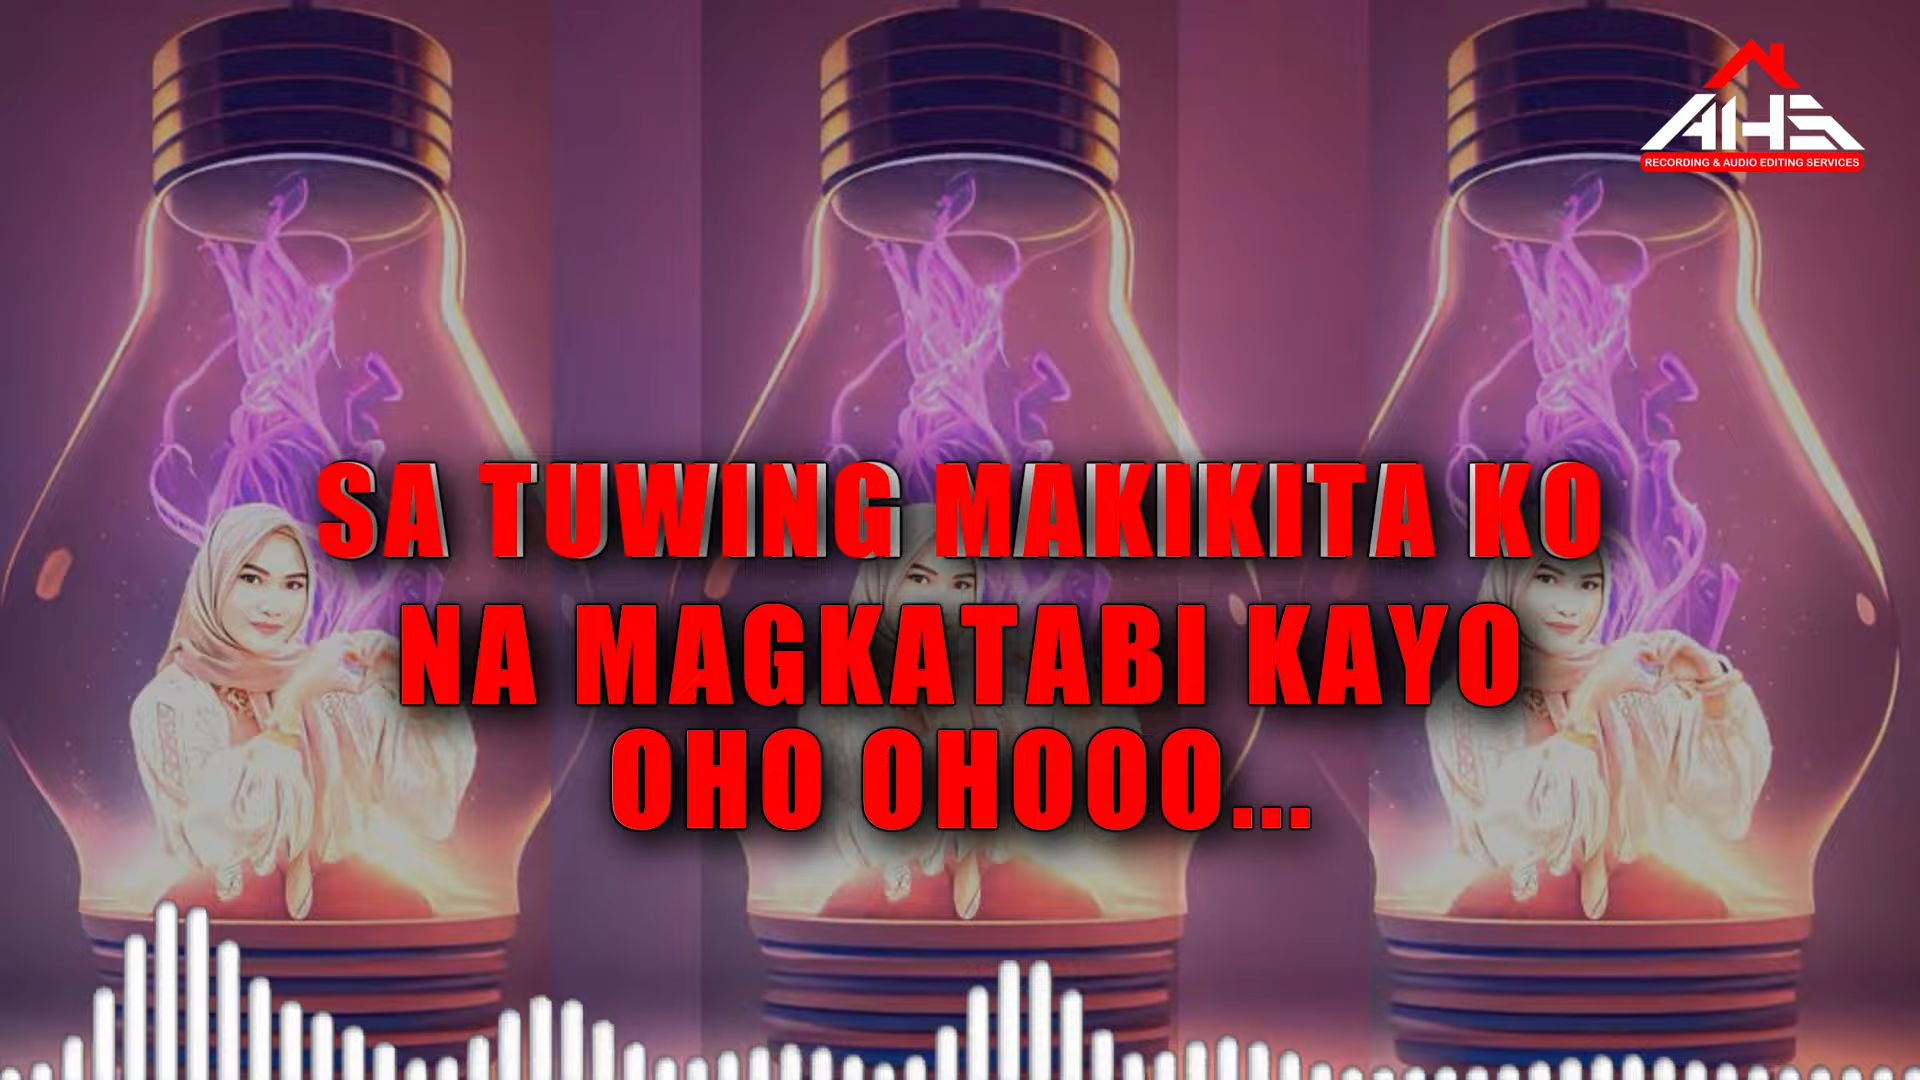 AHS
RECORDING & AUDIO EDITING SERVICES
SA TUWING MAKIKITA KO
NA MAGKATABI KAYO
OHO OHOOO...